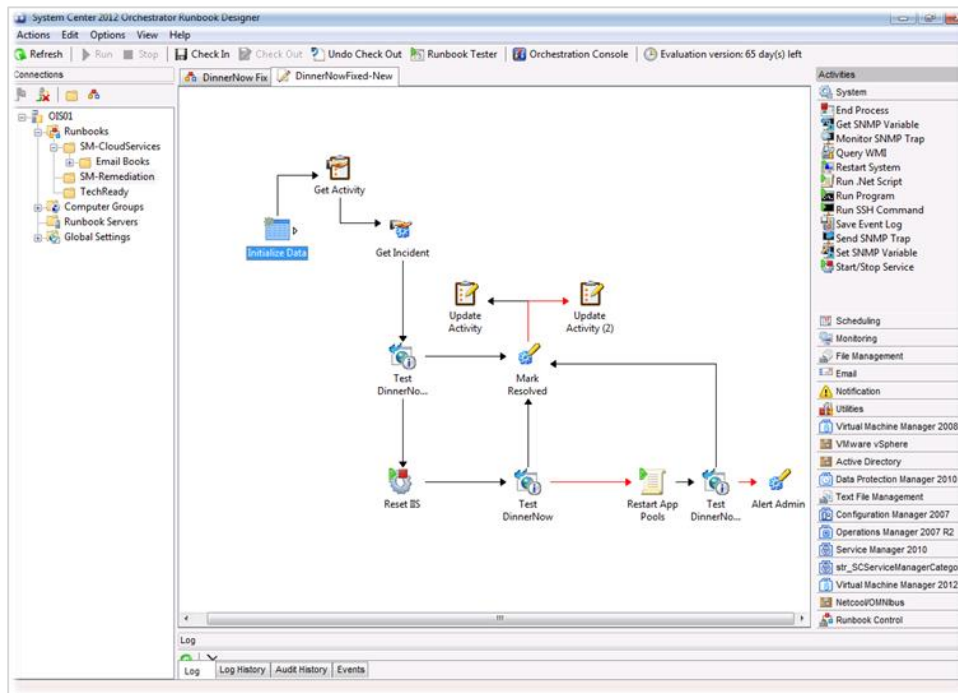 System Center 2012 Orchestrator Runbook Designer
Actions Edit Options View Help
Refresh Run Stop Check In Check Out Undo Check Out Runbook Tester Orchestration Console Evaluation version: 65 day(s) left
Connections
OIS01
Runbooks
SM-CloudServices
Email Books
SM-Remediation
TechReady
Computer Groups
Runbook Servers
Global Settings
DinnerNow Fix DinnerNowFixed-New
Get Activity
Initialize Data
Get Incident
Update
Activity
Update
Activity (2)
Test
DinnerNo...
Mark
Resolved
Reset IIS
Test
DinnerNow
Restart App
Pools
Test
DinnerNo...
Alert Admin
Activities
System
End Process
Get SNMP Variable
Monitor SNMP Trap
Query WMI
Restart System
Run .Net Script
Run Program
Run SSH Command
Save Event Log
Send SNMP Trap
Set SNMP Variable
Start/Stop Service
Scheduling
Monitoring
File Management
Email
Notification
Utilities
Virtual Machine Manager 2008
VMware vSphere
Active Directory
Data Protection Manager 2010
Text File Management
Configuration Manager 2007
Operations Manager 2007 R2
Service Manager 2010
str_SCServiceManagerCatego
Virtual Machine Manager 2012
Netcool/OMNIbus
Runbook Control
Log
Log Log History Audit History Events